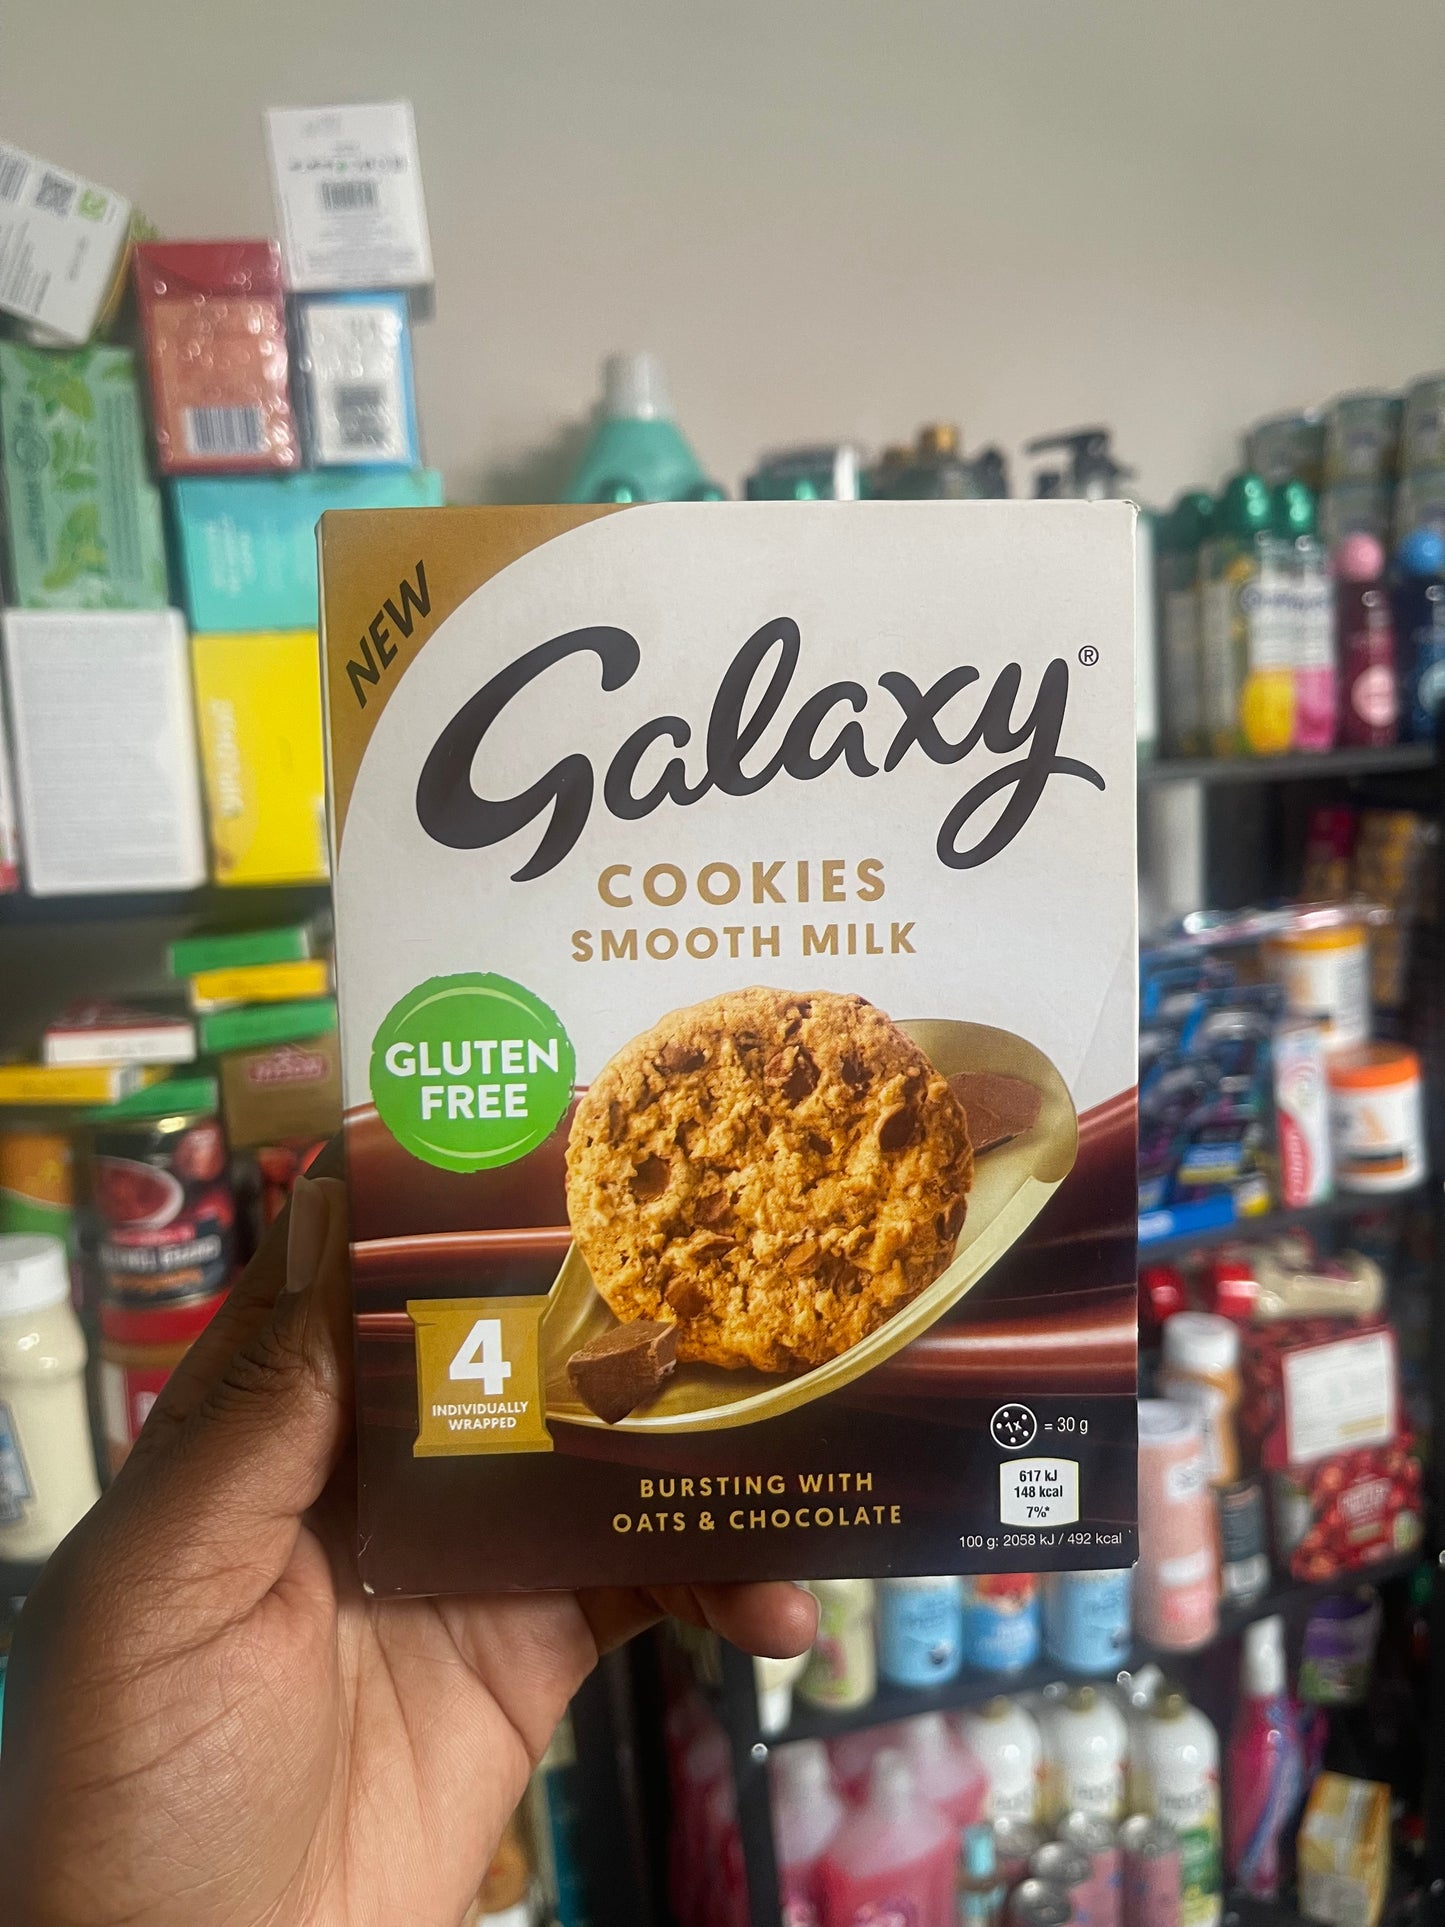 NEW
Galaxy®
COOKIES
SMOOTH MILK
GLUTEN
FREE
4
INDIVIDUALLY
WRAPPED
1x = 30 g
617 kJ
148 kcal
7%*
100 g: 2058 kJ / 492 kcal
BURSTING WITH
OATS & CHOCOLATE